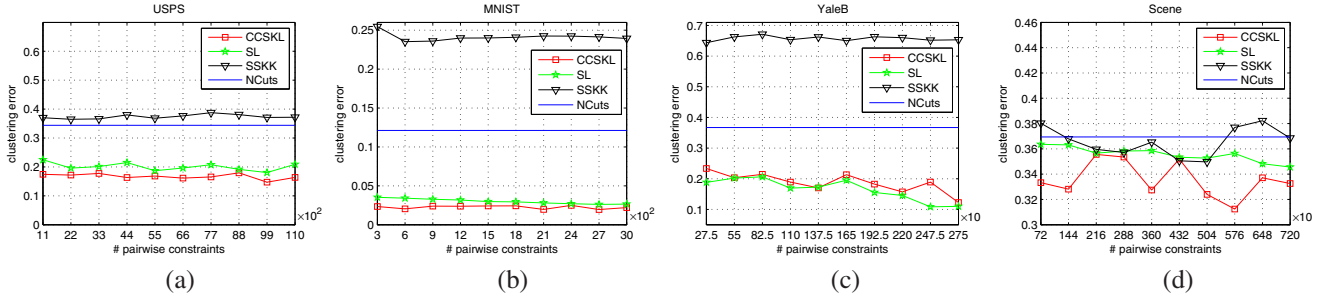 USPS
clustering error
0.6
0.5
0.4
0.3
0.2
0.1
0
CCSKL
SL
SSKK
NCuts
×10²
11 22 33 44 55 66 77 88 99 110
# pairwise constraints
(a)
MNIST
clustering error
0.25
0.2
0.15
0.1
0.05
0
CCSKL
SL
SSKK
NCuts
×10²
3 6 9 12 15 18 21 24 27 30
# pairwise constraints
(b)
YaleB
clustering error
0.7
0.6
0.5
0.4
0.3
0.2
0.1
CCSKL
SL
SSKK
NCuts
×10
27.5 55 82.5 110 137.5 165 192.5 220 247.5 275
# pairwise constraints
(c)
Scene
clustering error
0.46
0.44
0.42
0.4
0.38
0.36
0.34
0.32
0.3
CCSKL
SL
SSKK
NCuts
×10
72 144 216 288 360 432 504 576 648 720
# pairwise constraints
(d)